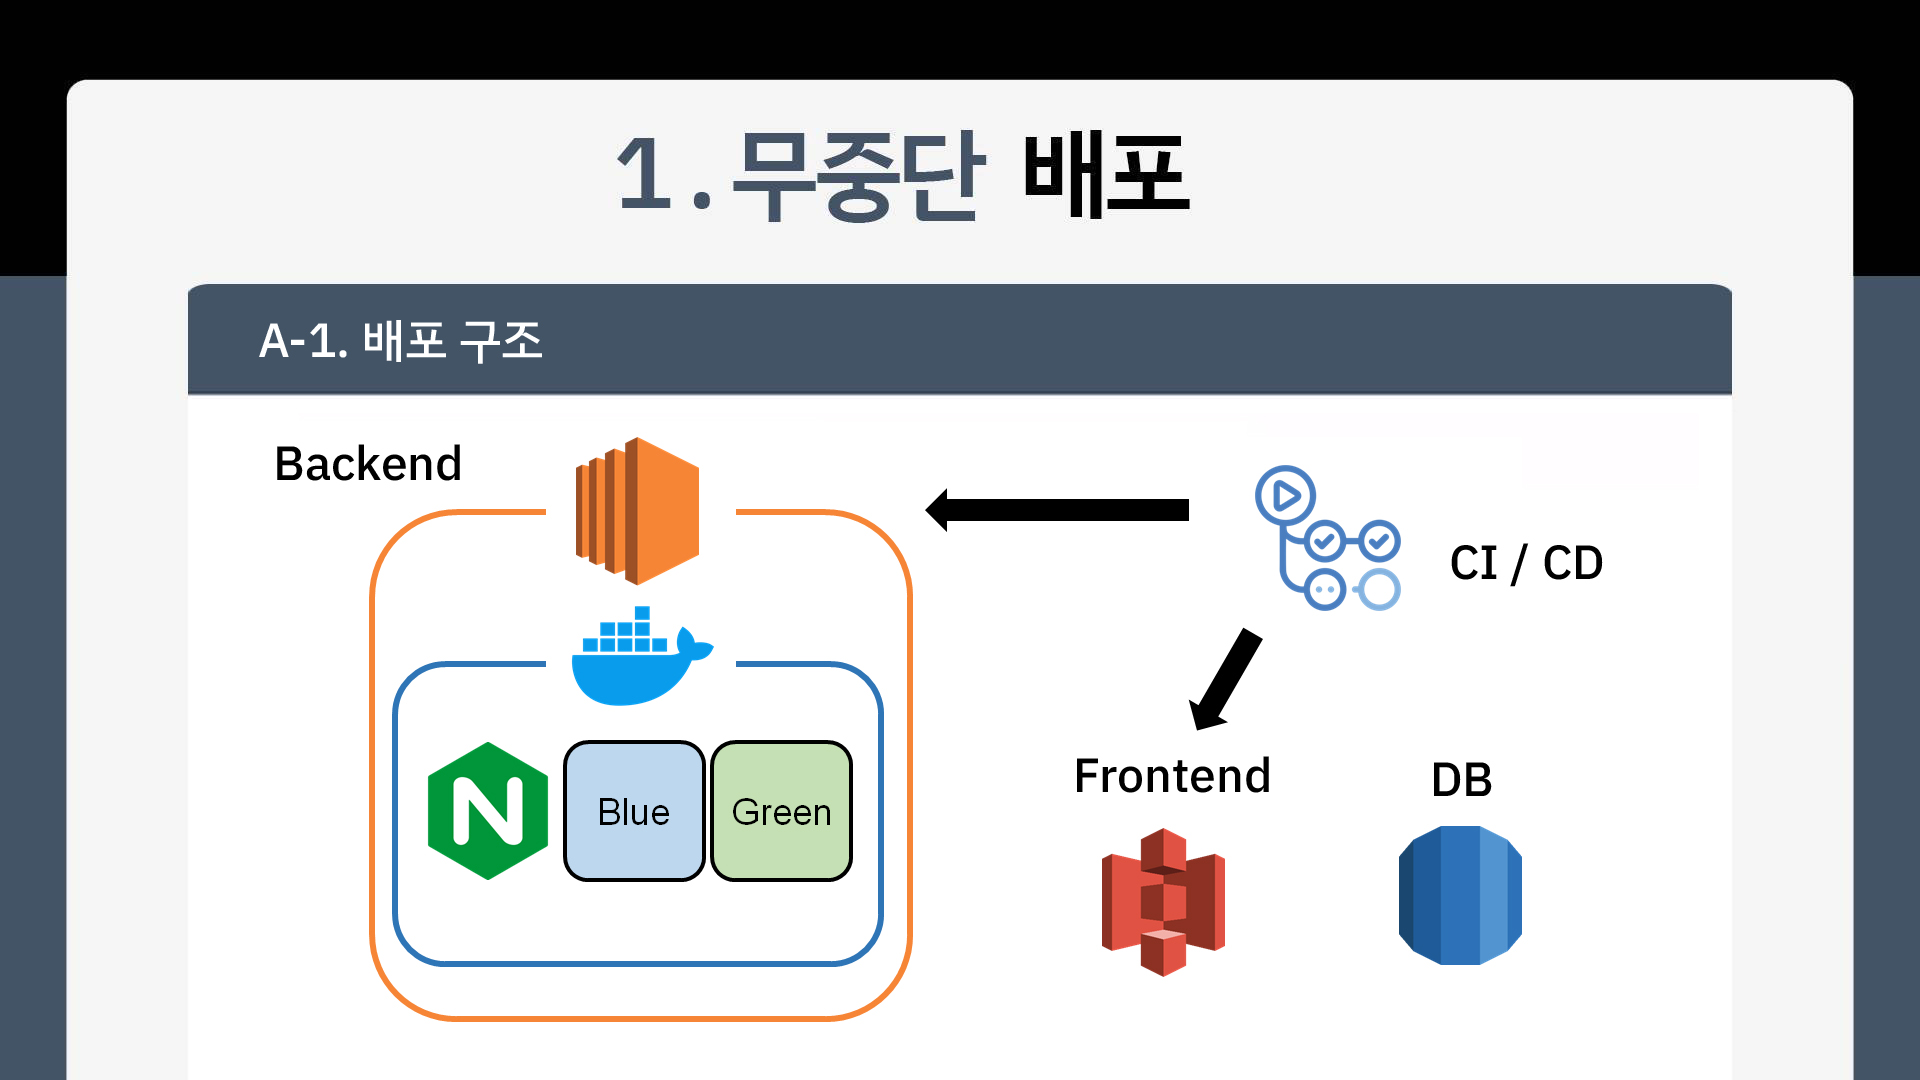 1.무중단 배포
A-1. 배포 구조
Backend
CI / CD
Frontend
DB
Blue
Green